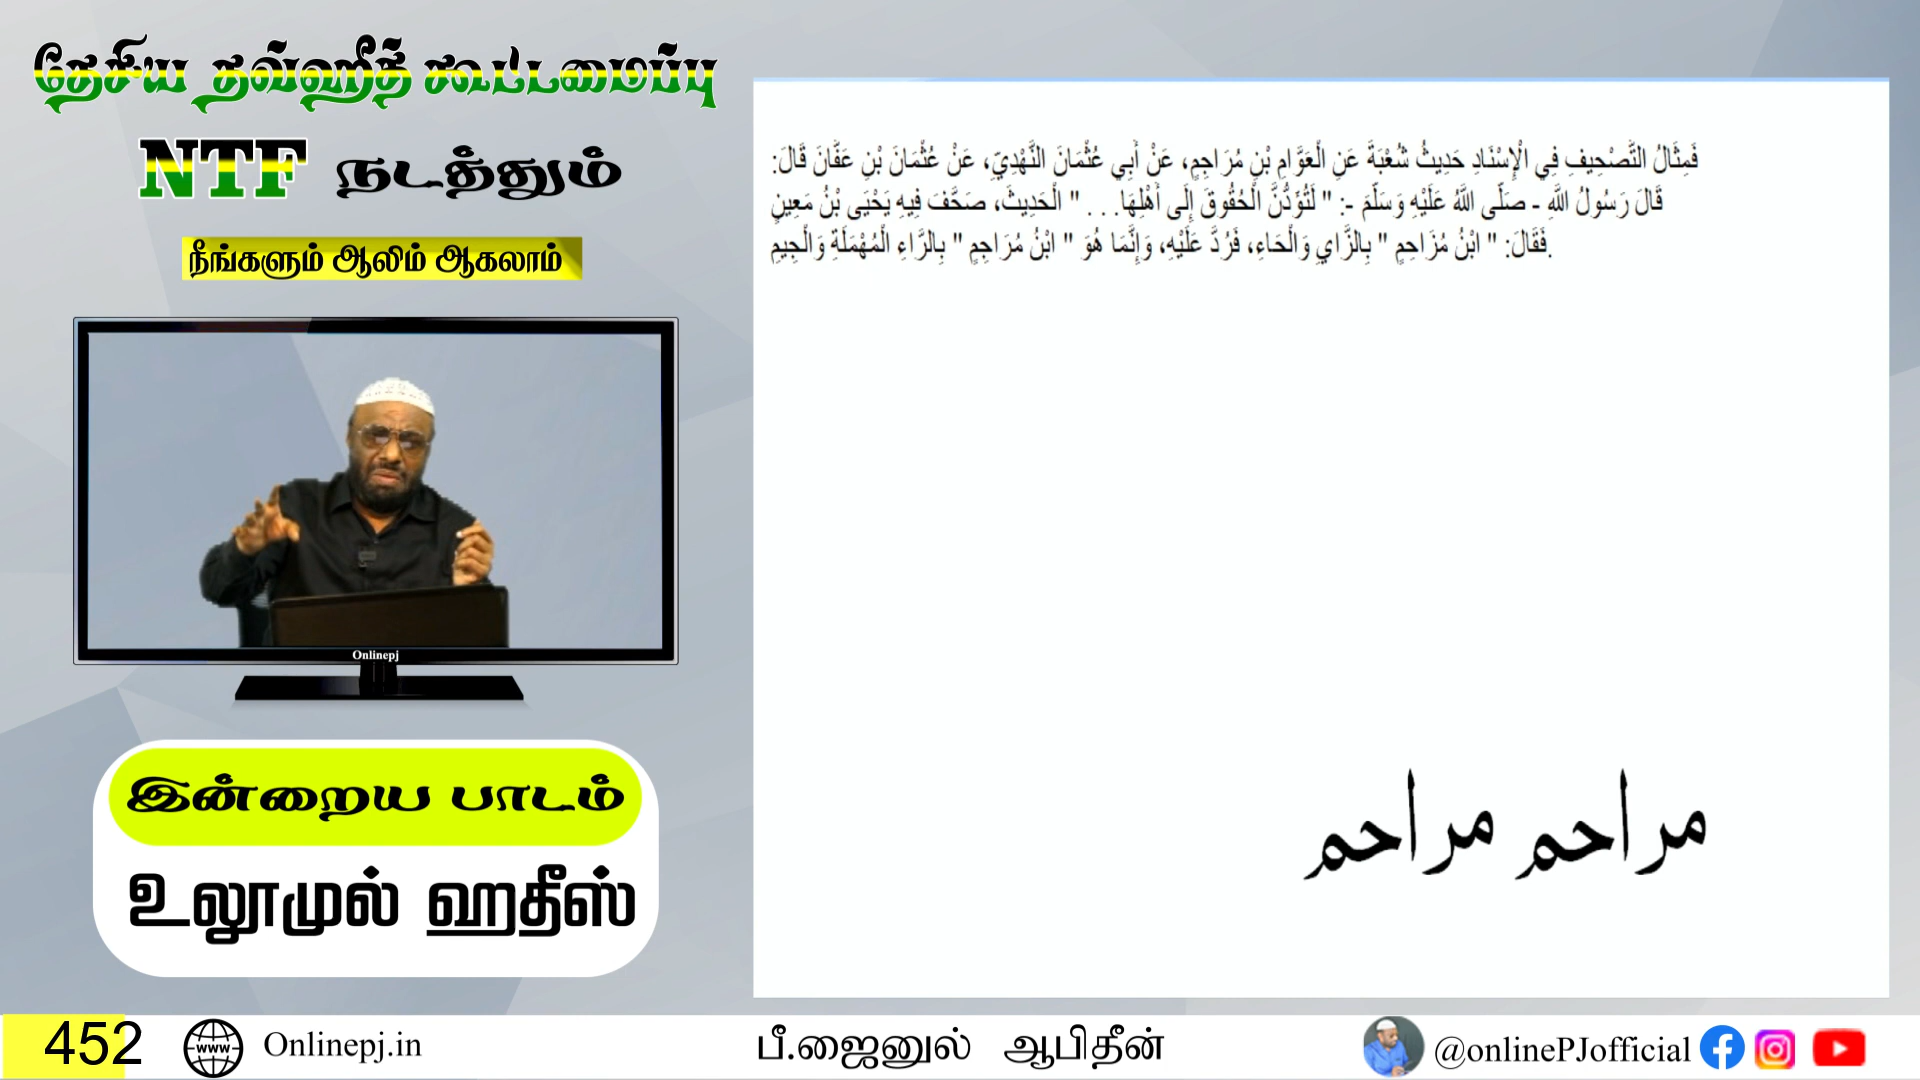 தேசிய தவ்ஹீத் கூட்டமைப்பு
NTF நடத்தும்
நீங்களும் ஆலிம் ஆகலாம்
Onlinepj
இன்றைய பாடம்
உலூமுல் ஹதீஸ்
فَمِثَالُ التَّصْحِيفِ فِي الْإِسْنَادِ حَدِيثُ شُعْبَةَ عَنِ الْعَوَّامِ بْنِ مُرَاجِمٍ، عَنْ أَبِي عُثْمَانَ النَّهْدِيِّ، عَنْ عُثْمَانَ بْنِ عَفَّانَ قَالَ:
قَالَ رَسُولُ اللَّهِ - صَلَّى اللَّهُ عَلَيْهِ وَسَلَّمَ -: " لَتُؤَدُّنَّ الْحُقُوقَ إِلَى أَهْلِهَا. . . " الْحَدِيثَ، صَحَّفَ فِيهِ يَحْيَى بْنُ مَعِينٍ
فَقَالَ: " ابْنُ مُزَاحِمٍ " بِالزَّايِ وَالْحَاءِ، فَرُدَّ عَلَيْهِ، وَإِنَّمَا هُوَ " ابْنُ مُرَاجِمٍ " بِالرَّاءِ الْمُهْمَلَةِ وَالْجِيمِ.
مراحم مراحم
452 www Onlinepj.in பீ.ஜைனுல் ஆபிதீன் @onlinePJofficial